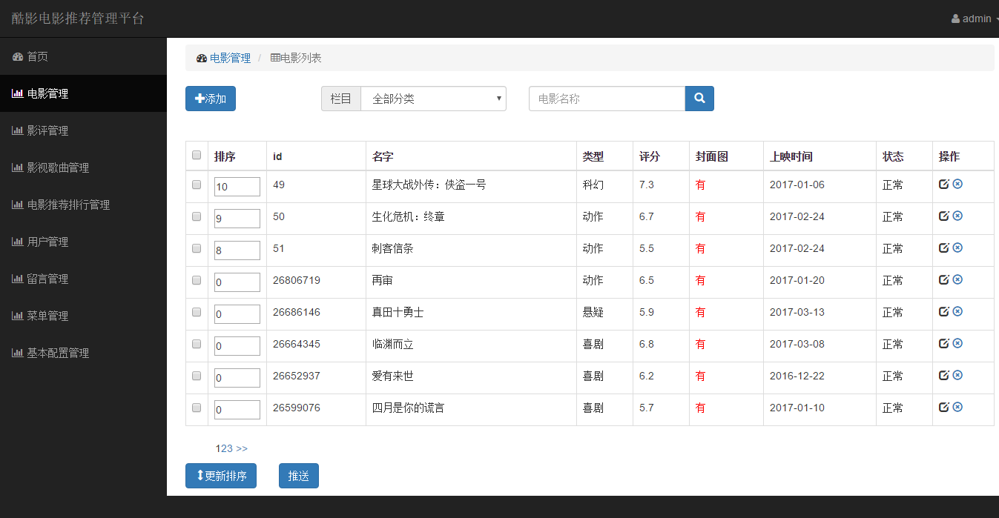 酷影电影推荐管理平台
admin
首页
电影管理
影评管理
影视歌曲管理
电影推荐排行管理
用户管理
留言管理
菜单管理
基本配置管理
电影管理 / 电影列表
添加 栏目 全部分类 电影名称
排序 id 名字 类型 评分 封面图 上映时间 状态 操作
10 49 星球大战外传：侠盗一号 科幻 7.3 有 2017-01-06 正常
9 50 生化危机：终章 动作 6.7 有 2017-02-24 正常
8 51 刺客信条 动作 5.5 有 2017-02-24 正常
0 26806719 再审 动作 6.5 有 2017-01-20 正常
0 26686146 真田十勇士 悬疑 5.9 有 2017-03-13 正常
0 26664345 临渊而立 喜剧 6.8 有 2017-03-08 正常
0 26652937 爱有来世 喜剧 6.2 有 2016-12-22 正常
0 26599076 四月是你的谎言 喜剧 5.7 有 2017-01-10 正常
123 >>
更新排序 推送